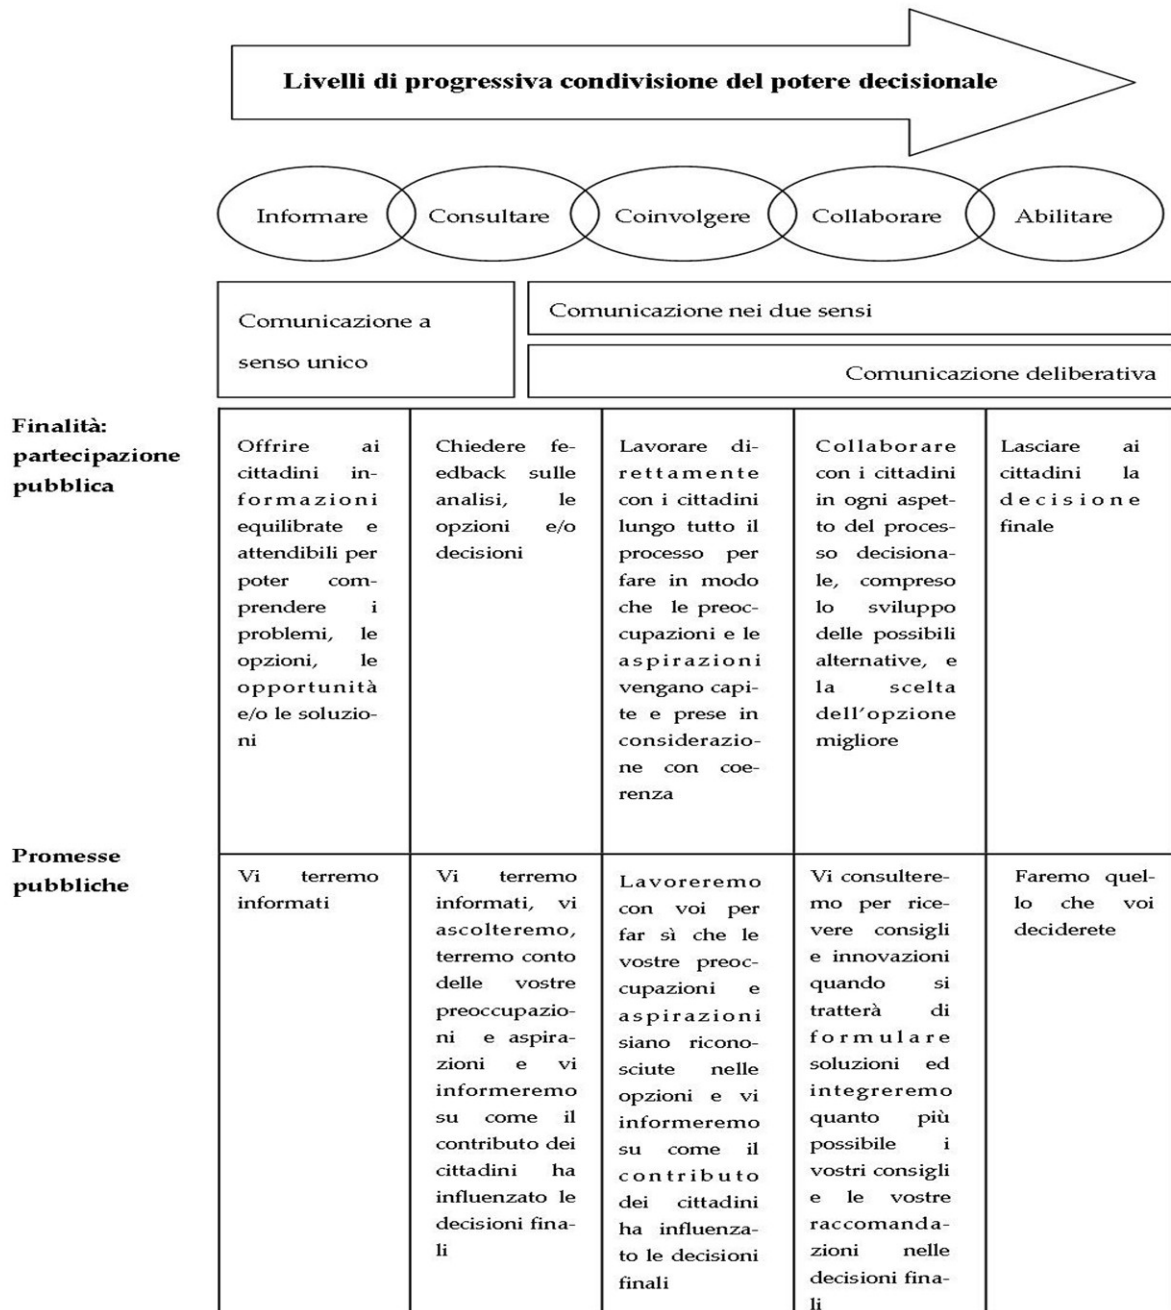 Livelli di progressiva condivisione del potere decisionale
Informare
Consultare
Coinvolgere
Collaborare
Abilitare
Comunicazione a
senso unico
Comunicazione nei due sensi
Comunicazione deliberativa
Finalità:
partecipazione
pubblica
Offrire ai
cittadini in-
formazioni
equilibrate e
attendibili per
poter com-
prendere i
problemi, le
opzioni, le
opportunità
e/o le soluzio-
ni
Chiedere fe-
edback sulle
analisi, le
opzioni e/o
decisioni
Lavorare di-
rettamente
con i cittadini
lungo tutto il
processo per
fare in modo
che le preoc-
cupazioni e le
aspirazioni
vengano capi-
te e prese in
considerazio-
ne con coe-
renza
Collaborare
con i cittadini
in ogni aspet-
to del proces-
so decisiona-
le, compreso
lo sviluppo
delle possibili
alternative, e
la scelta
dell'opzione
migliore
Lasciare ai
cittadini la
decisione
finale
Promesse
pubbliche
Vi terremo
informati
Vi terremo
informati, vi
ascolteremo,
terremo conto
delle vostre
preoccupazio-
ni e aspira-
zioni e vi
informeremo
su come il
contributo dei
cittadini ha
influenzato le
decisioni fina-
li
Lavoreremo
con voi per
far sì che le
vostre preoc-
cupazioni e
aspirazioni
siano ricono-
sciute nelle
opzioni e vi
informeremo
su come il
contributo
dei cittadini
ha influenza-
to le decisioni
finali
Vi consultere-
mo per rice-
vere consigli
e innovazioni
quando si
tratterà di
formulare
soluzioni ed
integreremo
quanto più
possibile i
vostri consigli
e le vostre
raccomanda-
zioni nelle
decisioni fina-
li
Faremo quel-
lo che voi
deciderete